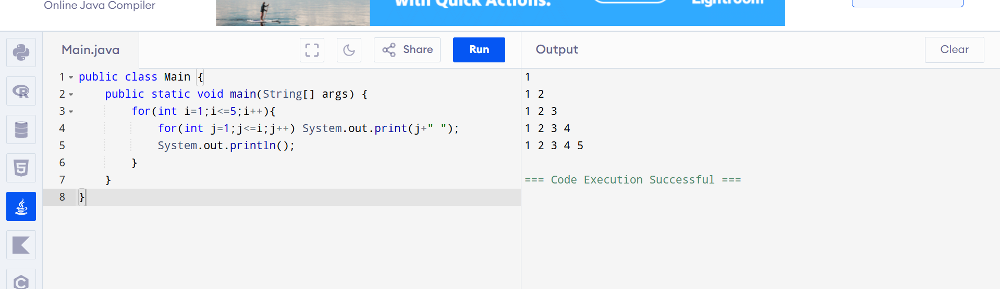 Online Java Compiler
with Quick Actions.
Lightroom
Main.java
Share
Run
Output
Clear
1 public class Main {
2 public static void main(String[] args) {
3 for(int i=1;i<=5;i++){
4 for(int j=1;j<=i;j++) System.out.print(j+" ");
5 System.out.println();
6 }
7 }
8 }
1
1 2
1 2 3
1 2 3 4
1 2 3 4 5
=== Code Execution Successful ===